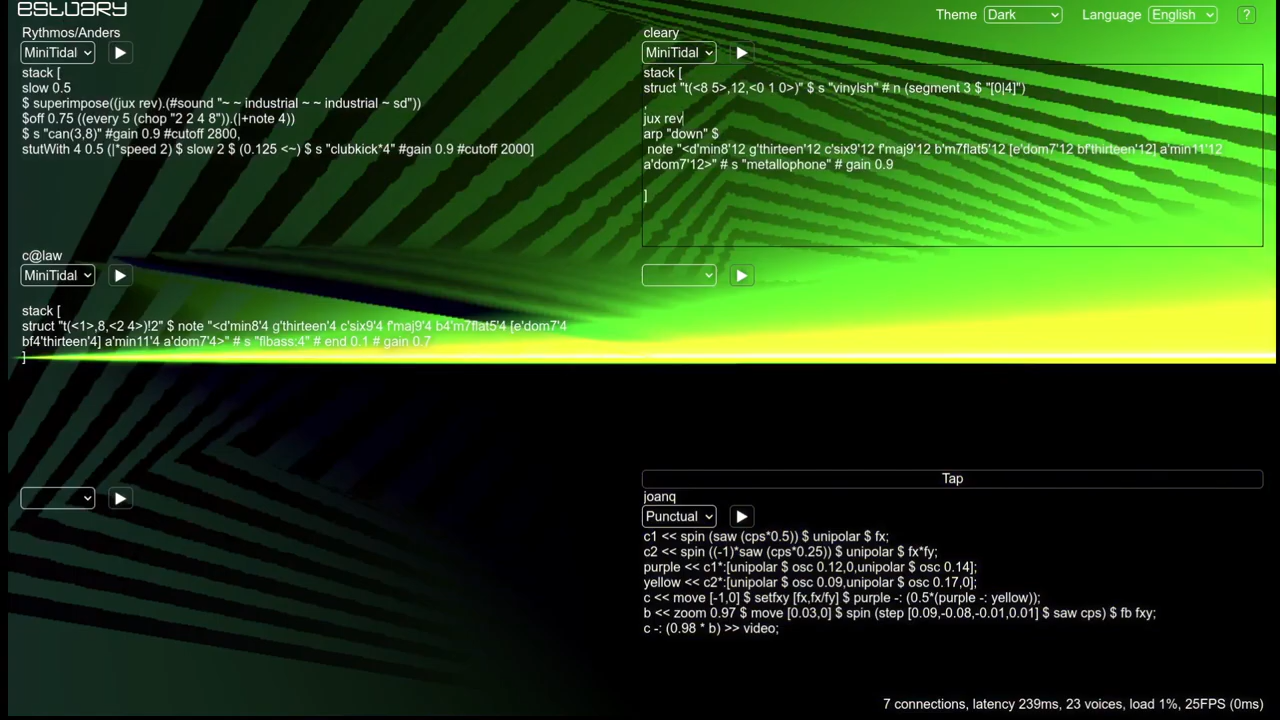 estuary
Theme Dark Language English ?
Rythmos/Anders
MiniTidal
stack [
slow 0.5
$ superimpose((jux rev).(#sound "~ ~ industrial ~ ~ industrial ~ sd"))
$off 0.75 ((every 5 (chop "2 2 4 8")).(|+note 4))
$ s "can(3,8)" #gain 0.9 #cutoff 2800,
stutWith 4 0.5 (|*speed 2) $ slow 2 $ (0.125 <~) $ s "clubkick*4" #gain 0.9 #cutoff 2000]
cleary
MiniTidal
stack [
struct "t(<8 5>,12,<0 1 0>)" $ s "vinylsh" # n (segment 3 $ "[0|4]")
,
jux rev
arp "down" $
note "<d'min8'12 g'thirteen'12 c'six9'12 f'maj9'12 b'm7flat5'12 [e'dom7'12 bf'thirteen'12] a'min11'12
a'dom7'12>" # s "metallophone" # gain 0.9
]
c@law
MiniTidal
stack [
struct "t(<1>,8,<2 4>)!2" $ note "<d'min8'4 g'thirteen'4 c'six9'4 f'maj9'4 b4'm7flat5'4 [e'dom7'4
bf4'thirteen'4] a'min11'4 a'dom7'4>" # s "flbass:4" # end 0.1 # gain 0.7
]
Tap
joanq
Punctual
c1 << spin (saw (cps*0.5)) $ unipolar $ fx;
c2 << spin ((-1)*saw (cps*0.25)) $ unipolar $ fx*fy;
purple << c1*:[unipolar $ osc 0.12,0,unipolar $ osc 0.14];
yellow << c2*:[unipolar $ osc 0.09,unipolar $ osc 0.17,0];
c << move [-1,0] $ setfxy [fx,fx/fy] $ purple -: (0.5*(purple -: yellow));
b << zoom 0.97 $ move [0.03,0] $ spin (step [0.09,-0.08,-0.01,0.01] $ saw cps) $ fb fxy;
c -: (0.98 * b) >> video;
7 connections, latency 239ms, 23 voices, load 1%, 25FPS (0ms)